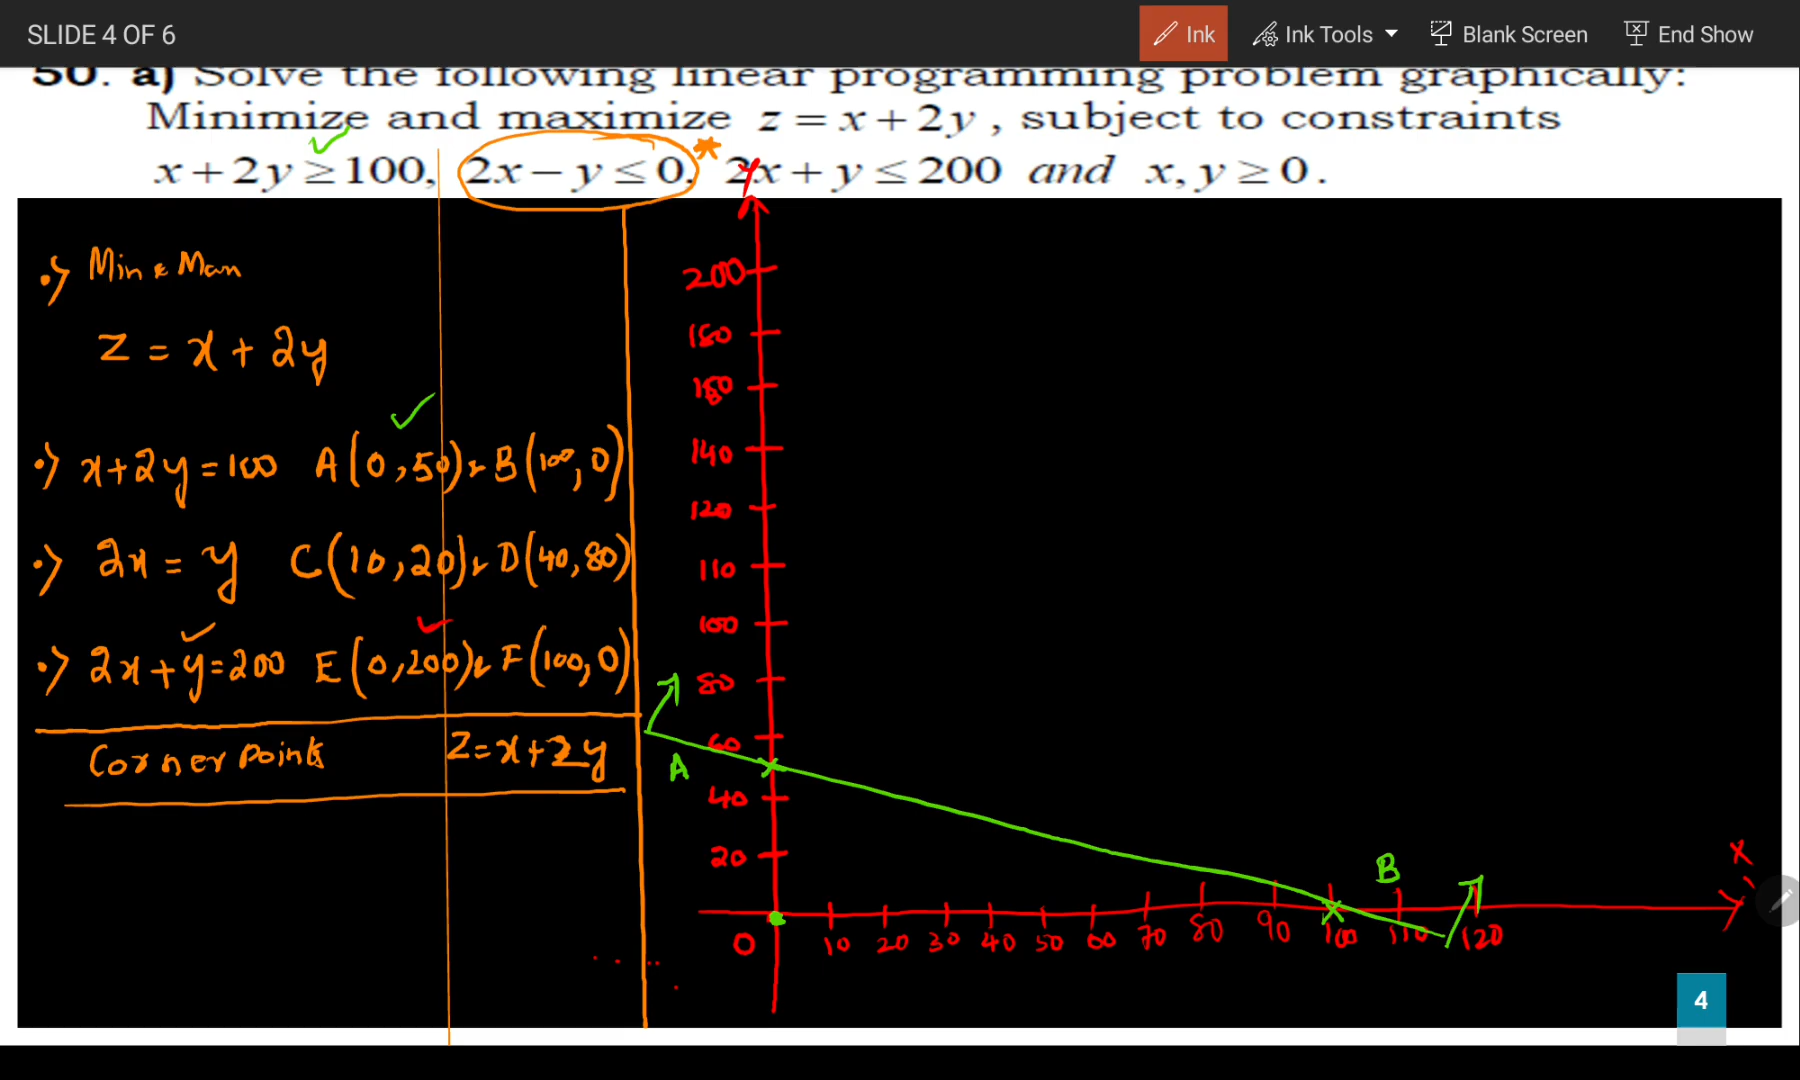 SLIDE 4 OF 6
Ink
Ink Tools
Blank Screen
End Show
50. a) Solve the following linear programming problem graphically:
Minimize and maximize z = x + 2y , subject to constraints
x + 2y ≥ 100, 2x − y ≤ 0, 2x + y ≤ 200 and x, y ≥ 0.
Min & Max
Z = x + 2y
x + 2y = 100 A(0,50) & B(100,0)
2x = y C(10,20) & D(40,80)
2x + y = 200 E(0,200) & F(100,0)
Corner Points
Z = x + 2y
Y
200
180
140
120
110
100
80
60
40
20
A
B
X
0 10 20 30 40 50 60 70 80 90 100 110 120
4